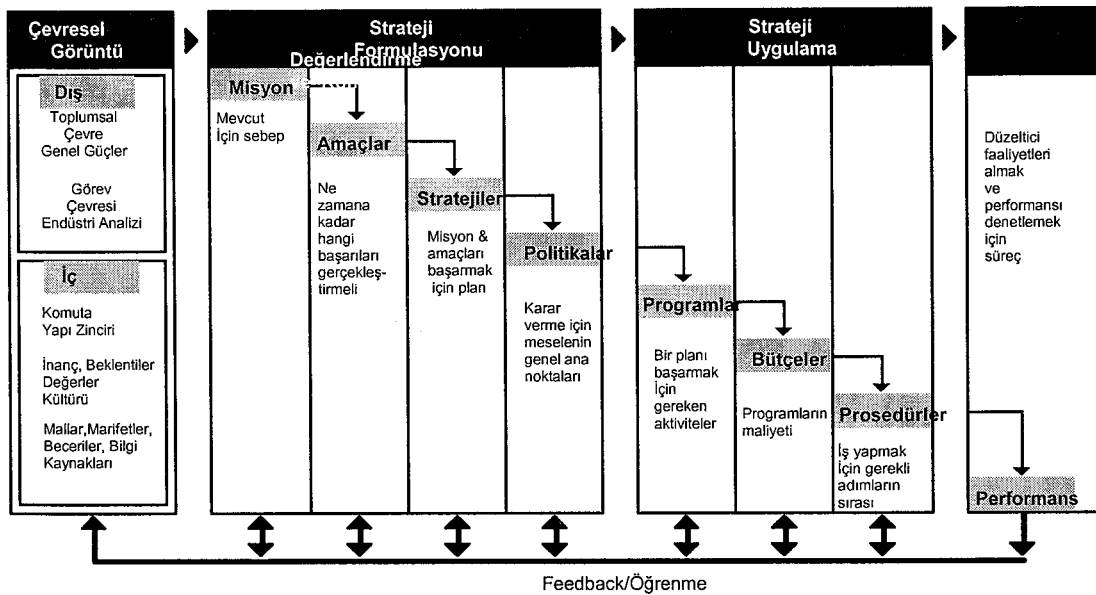 Çevresel
Görüntü
Strateji
Formulasyonu
Değerlendirme
Strateji
Uygulama
Dış
Toplumsal
Çevre
Genel Güçler
Görev
Çevresi
Endüstri Analizi
İç
Komuta
Yapı Zinciri
İnanç, Beklentiler
Değerler
Kültürü
Mallar,Marifetler,
Beceriler, Bilgi
Kaynakları
Misyon
Mevcut
İçin sebep
Amaçlar
Ne
zamana
kadar
hangi
başarıları
gerçekleş-
tirmeli
Stratejiler
Misyon &
amaçları
başarmak
için plan
Politikalar
Karar
verme için
meselenin
genel ana
noktaları
Programlar
Bir planı
başarmak
İçin
gereken
aktiviteler
Bütçeler
Programların
maliyeti
Prosedürler
İş yapmak
İçin gerekli
adımların
sırası
Düzeltici
faaliyetleri
almak
ve
performansı
denetlemek
için
süreç
Performans
Feedback/Öğrenme